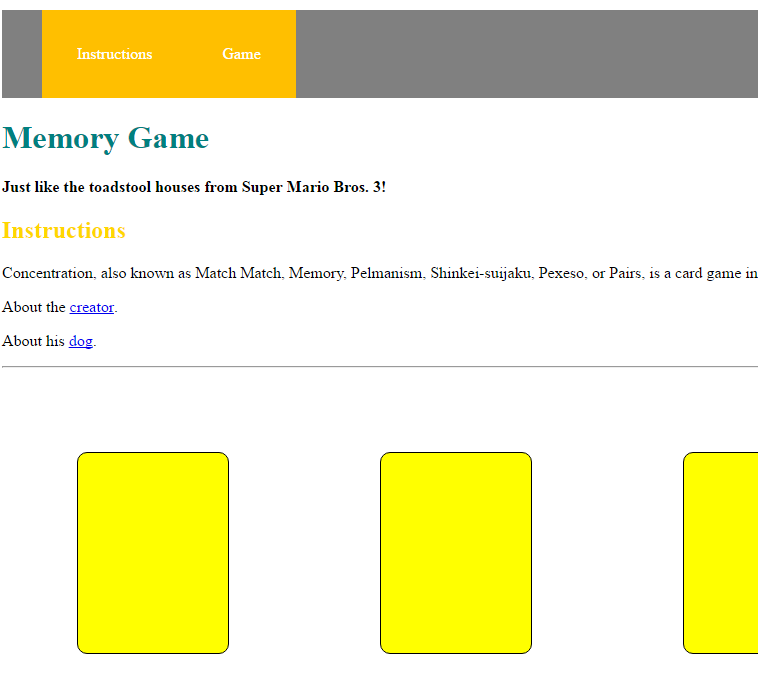 Instructions Game
Memory Game
Just like the toadstool houses from Super Mario Bros. 3!
Instructions
Concentration, also known as Match Match, Memory, Pelmanism, Shinkei-suijaku, Pexeso, or Pairs, is a card game in
About the creator.
About his dog.